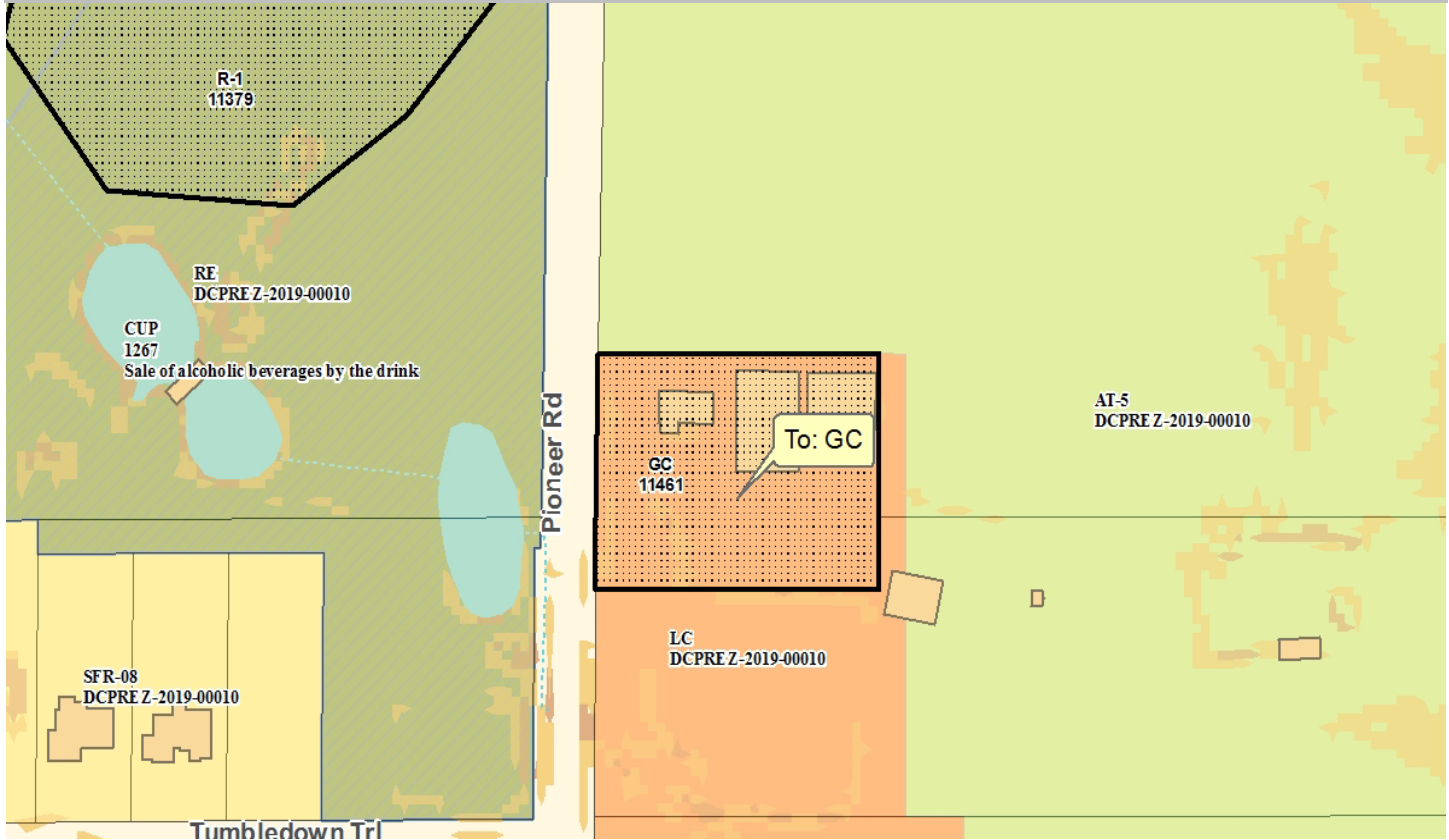 R-1
11379
RE
DCPREZ-2019-00010
CUP
1267
Sale of alcoholic beverages by the drink
Pioneer Rd
To: GC
GC
11461
AT-5
DCPREZ-2019-00010
LC
DCPREZ-2019-00010
SFR-08
DCPREZ-2019-00010
Tumbledown Trl